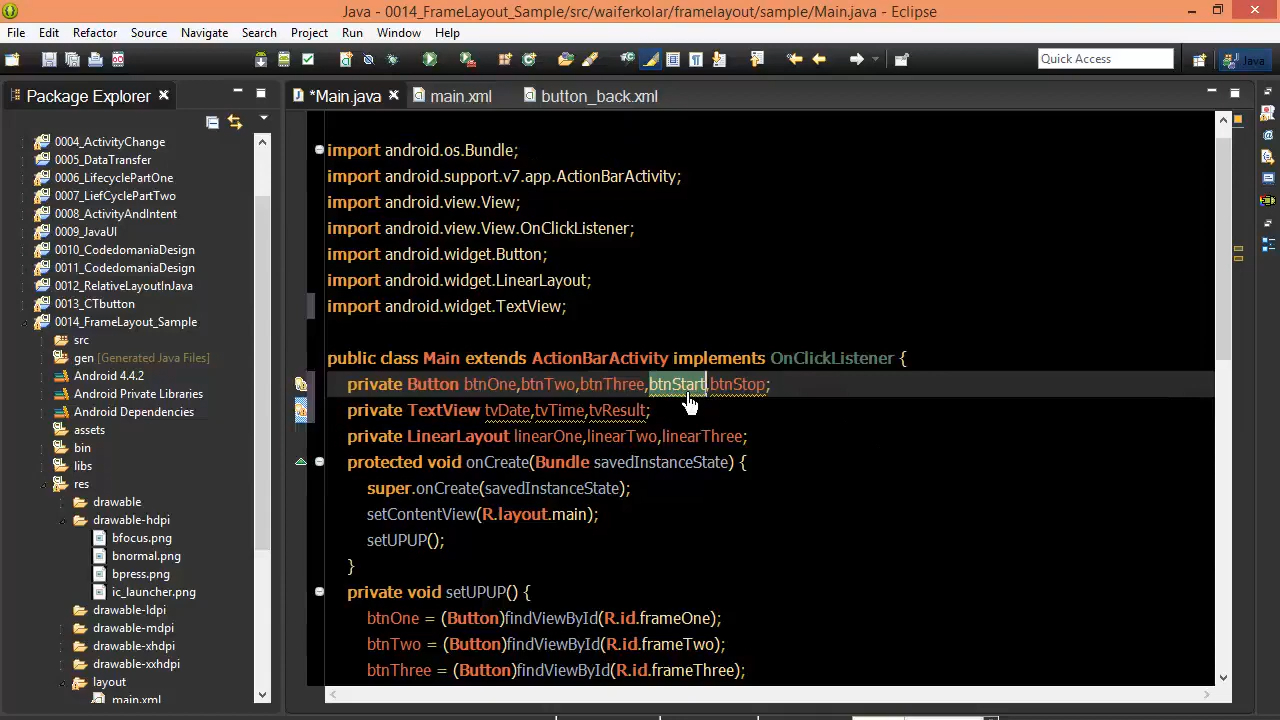 Java - 0014_FrameLayout_Sample/src/waiferkolar/framelayout/sample/Main.java - Eclipse
File Edit Refactor Source Navigate Search Project Run Window Help
Quick Access
Java
Package Explorer
*Main.java
main.xml
button_back.xml
0004_ActivityChange
0005_DataTransfer
0006_LifecyclePartOne
0007_LiefCyclePartTwo
0008_ActivityAndIntent
0009_JavaUI
0010_CodedomaniaDesign
0011_CodedomaniaDesign
0012_RelativeLayoutInJava
0013_CTbutton
0014_FrameLayout_Sample
src
gen [Generated Java Files]
Android 4.4.2
Android Private Libraries
Android Dependencies
assets
bin
libs
res
drawable
drawable-hdpi
bfocus.png
bnormal.png
bpress.png
ic_launcher.png
drawable-ldpi
drawable-mdpi
drawable-xhdpi
drawable-xxhdpi
layout
main.xml
import android.os.Bundle;
import android.support.v7.app.ActionBarActivity;
import android.view.View;
import android.view.View.OnClickListener;
import android.widget.Button;
import android.widget.LinearLayout;
import android.widget.TextView;
public class Main extends ActionBarActivity implements OnClickListener {
private Button btnOne,btnTwo,btnThree,btnStart,btnStop;
private TextView tvDate,tvTime,tvResult;
private LinearLayout linearOne,linearTwo,linearThree;
protected void onCreate(Bundle savedInstanceState) {
super.onCreate(savedInstanceState);
setContentView(R.layout.main);
setUPUP();
}
private void setUPUP() {
btnOne = (Button)findViewById(R.id.frameOne);
btnTwo = (Button)findViewById(R.id.frameTwo);
btnThree = (Button)findViewById(R.id.frameThree);